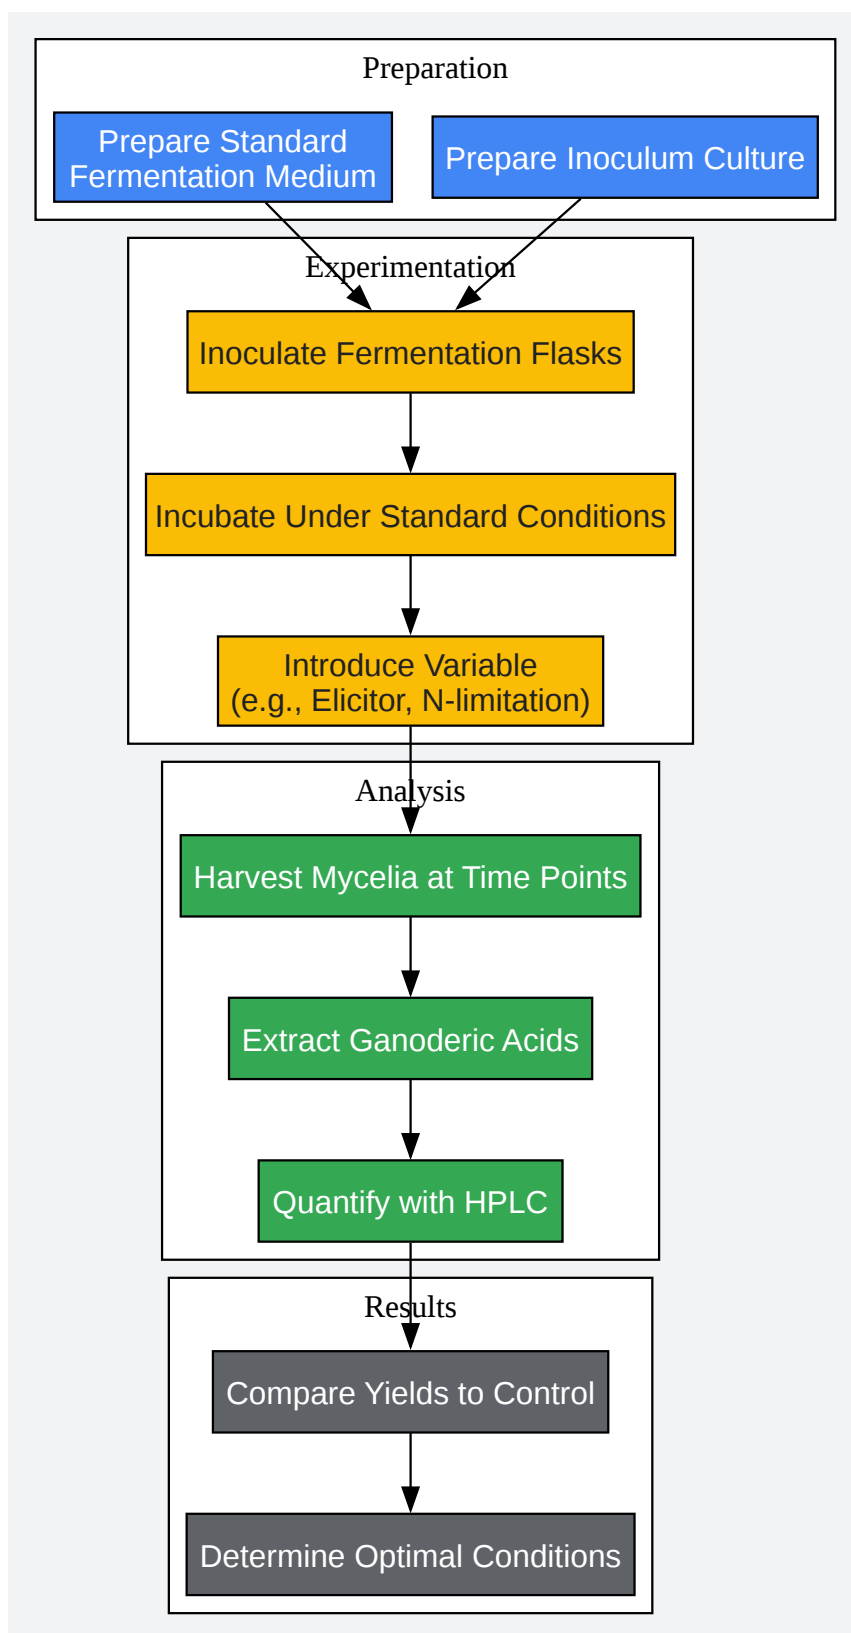 Preparation
Prepare Standard
Fermentation Medium
Prepare Inoculum Culture
Experimentation
Inoculate Fermentation Flasks
Incubate Under Standard Conditions
Introduce Variable
(e.g., Elicitor, N-limitation)
Analysis
Harvest Mycelia at Time Points
Extract Ganoderic Acids
Quantify with HPLC
Results
Compare Yields to Control
Determine Optimal Conditions